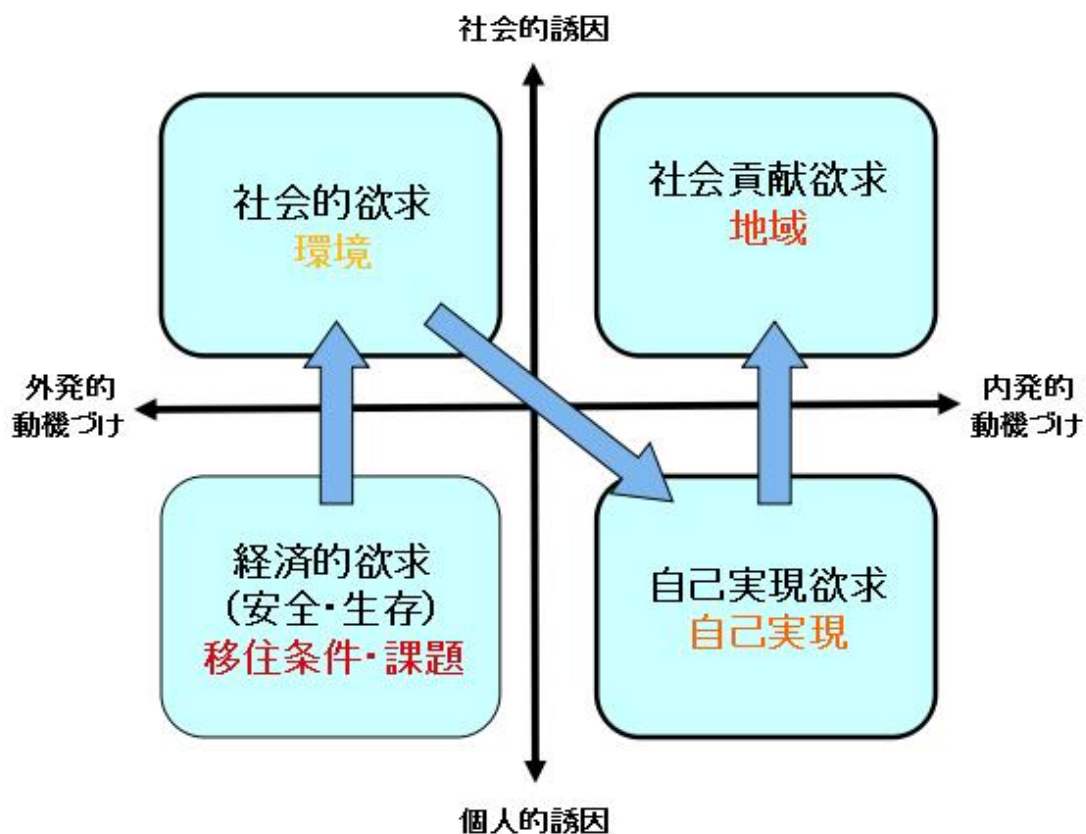 社会的誘因
社会的欲求
環境
社会貢献欲求
地域
外発的
動機づけ
内発的
動機づけ
経済的欲求
(安全・生存)
移住条件・課題
自己実現欲求
自己実現
個人的誘因